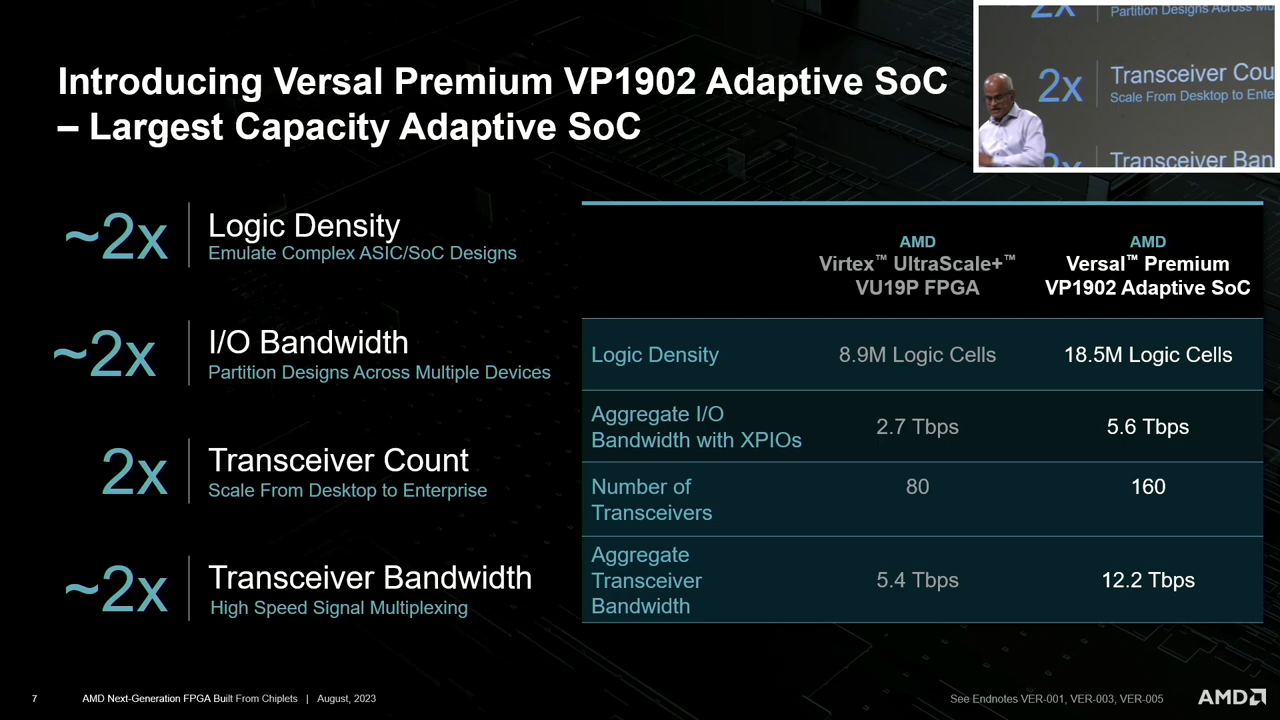 Introducing Versal Premium VP1902 Adaptive SoC
– Largest Capacity Adaptive SoC
~2x
Logic Density
Emulate Complex ASIC/SoC Designs
~2x
I/O Bandwidth
Partition Designs Across Multiple Devices
2x
Transceiver Count
Scale From Desktop to Enterprise
~2x
Transceiver Bandwidth
High Speed Signal Multiplexing
AMD
Virtex™ UltraScale+™
VU19P FPGA
AMD
Versal™ Premium
VP1902 Adaptive SoC
Logic Density
8.9M Logic Cells
18.5M Logic Cells
Aggregate I/O
Bandwidth with XPIOs
2.7 Tbps
5.6 Tbps
Number of
Transceivers
80
160
Aggregate
Transceiver
Bandwidth
5.4 Tbps
12.2 Tbps
2x
Partition Designs Across Mu
2x
Transceiver Cou
Scale From Desktop to Ente
2x
Transceiver Ban
7 AMD Next-Generation FPGA Built From Chiplets | August, 2023
See Endnotes VER-001, VER-003, VER-005
AMD